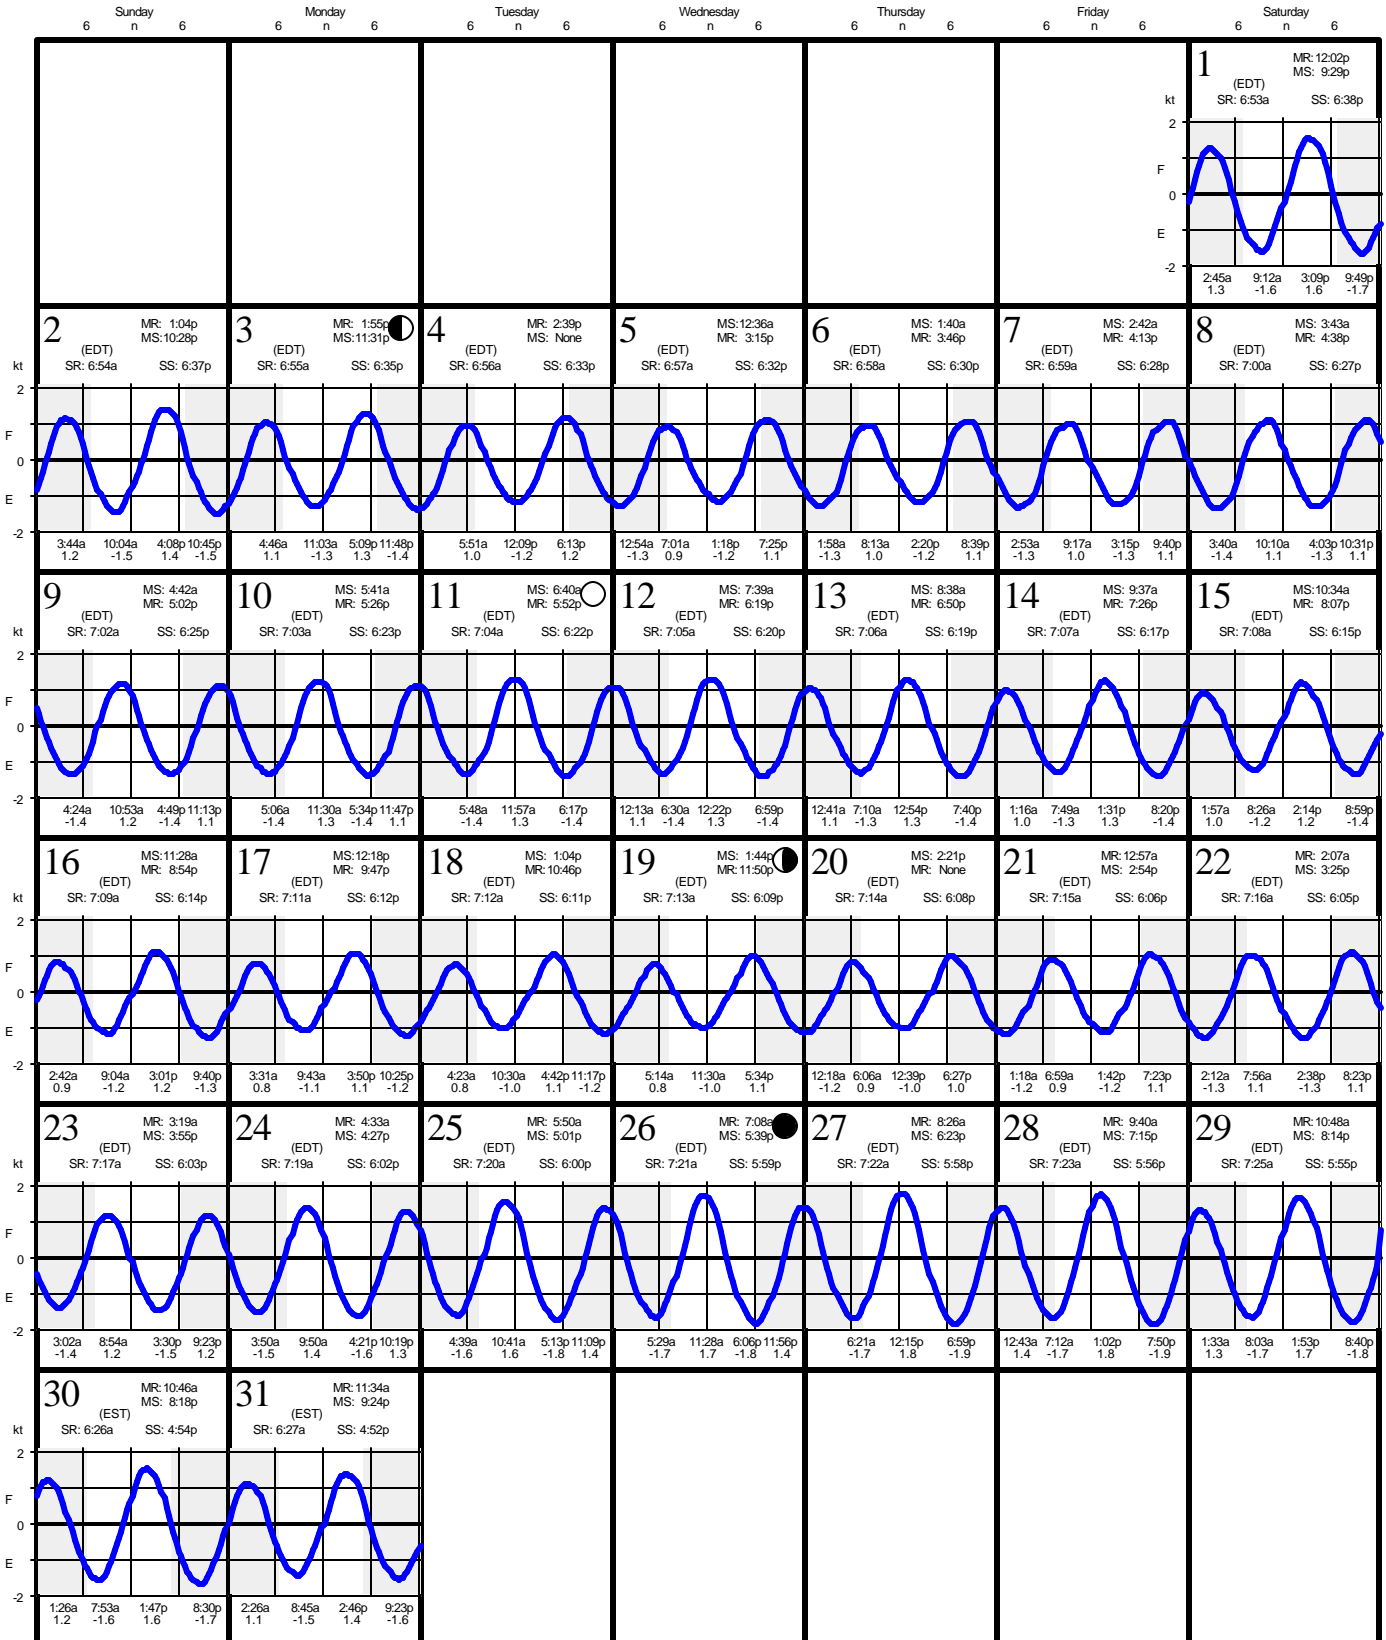 Sunday Monday Tuesday Wednesday Thursday Friday Saturday
6 n 6 6 n 6 6 n 6 6 n 6 6 n 6 6 n 6 6 n 6
1 MR: 12:02p
MS: 9:29p
(EDT)
kt SR: 6:53a SS: 6:38p
2
F
0
E
-2
2:45a 9:12a 3:09p 9:49p
1.3 -1.6 1.6 -1.7
2 MR: 1:04p 3 MR: 1:55p 4 MR: 2:39p 5 MS:12:36a 6 MS: 1:40a 7 MS: 2:42a 8 MS: 3:43a
MS:10:28p MS:11:31p MS: None MR: 3:15p MR: 3:46p MR: 4:13p MR: 4:38p
(EDT) (EDT) (EDT) (EDT) (EDT) (EDT) (EDT)
kt SR: 6:54a SS: 6:37p SR: 6:55a SS: 6:35p SR: 6:56a SS: 6:33p SR: 6:57a SS: 6:32p SR: 6:58a SS: 6:30p SR: 6:59a SS: 6:28p SR: 7:00a SS: 6:27p
2
F
0
E
-2
3:44a 10:04a 4:08p 10:45p 4:46a 11:03a 5:09p 11:48p 5:51a 12:09p 6:13p 12:54a 7:01a 1:18p 7:25p 1:58a 8:13a 2:20p 8:39p 2:53a 9:17a 3:15p 9:40p 3:40a 10:10a 4:03p 10:31p
1.2 -1.5 1.4 -1.5 1.1 -1.3 1.3 -1.4 1.0 -1.2 1.2 -1.3 0.9 -1.2 1.1 -1.3 1.0 -1.2 1.1 -1.3 1.0 -1.3 1.1 -1.4 1.1 -1.3 1.1
9 MS: 4:42a 10 MS: 5:41a 11 MS: 6:40a 12 MS: 7:39a 13 MS: 8:38a 14 MS: 9:37a 15 MS:10:34a
MR: 5:02p MR: 5:26p MR: 5:52p MR: 6:19p MR: 6:50p MR: 7:26p MR: 8:07p
(EDT) (EDT) (EDT) (EDT) (EDT) (EDT) (EDT)
kt SR: 7:02a SS: 6:25p SR: 7:03a SS: 6:23p SR: 7:04a SS: 6:22p SR: 7:05a SS: 6:20p SR: 7:06a SS: 6:19p SR: 7:07a SS: 6:17p SR: 7:08a SS: 6:15p
2
F
0
E
-2
4:24a 10:53a 4:49p 11:13p 5:06a 11:30a 5:34p 11:47p 5:48a 11:57a 6:17p 12:13a 6:30a 12:22p 6:59p 12:41a 7:10a 12:54p 7:40p 1:16a 7:49a 1:31p 8:20p 1:57a 8:26a 2:14p 8:59p
-1.4 1.2 -1.4 1.1 -1.4 1.3 -1.4 1.1 -1.4 1.3 -1.4 1.1 -1.4 1.3 -1.4 1.1 -1.3 1.3 -1.4 1.0 -1.3 1.3 -1.4 1.0 -1.2 1.2 -1.4
16 MS:11:28a 17 MS:12:18p 18 MS: 1:04p 19 MS: 1:44p 20 MS: 2:21p 21 MR:12:57a 22 MR: 2:07a
MR: 8:54p MR: 9:47p MR:10:46p MR:11:50p MR: None MS: 2:54p MS: 3:25p
(EDT) (EDT) (EDT) (EDT) (EDT) (EDT) (EDT)
kt SR: 7:09a SS: 6:14p SR: 7:11a SS: 6:12p SR: 7:12a SS: 6:11p SR: 7:13a SS: 6:09p SR: 7:14a SS: 6:08p SR: 7:15a SS: 6:06p SR: 7:16a SS: 6:05p
2
F
0
E
-2
2:42a 9:04a 3:01p 9:40p 3:31a 9:43a 3:50p 10:25p 4:23a 10:30a 4:42p 11:17p 5:14a 11:30a 5:34p 12:18a 6:06a 12:39p 6:27p 1:18a 6:59a 1:42p 7:23p 2:12a 7:56a 2:38p 8:23p
0.9 -1.2 1.2 -1.3 0.8 -1.1 1.1 -1.2 0.8 -1.0 1.1 -1.2 0.8 -1.0 1.1 -1.2 0.9 -1.0 1.0 -1.2 0.9 -1.2 1.1 -1.3 1.1 -1.3 1.1
23 MR: 3:19a 24 MR: 4:33a 25 MR: 5:50a 26 MR: 7:08a 27 MR: 8:26a 28 MR: 9:40a 29 MR:10:48a
MS: 3:55p MS: 4:27p MS: 5:01p MS: 5:39p MS: 6:23p MS: 7:15p MS: 8:14p
(EDT) (EDT) (EDT) (EDT) (EDT) (EDT) (EDT)
kt SR: 7:17a SS: 6:03p SR: 7:19a SS: 6:02p SR: 7:20a SS: 6:00p SR: 7:21a SS: 5:59p SR: 7:22a SS: 5:58p SR: 7:23a SS: 5:56p SR: 7:25a SS: 5:55p
2
F
0
E
-2
3:02a 8:54a 3:30p 9:23p 3:50a 9:50a 4:21p 10:19p 4:39a 10:41a 5:13p 11:09p 5:29a 11:28a 6:06p 11:56p 6:21a 12:15p 6:59p 12:43a 7:12a 1:02p 7:50p 1:33a 8:03a 1:53p 8:40p
-1.4 1.2 -1.5 1.2 -1.5 1.4 -1.6 1.3 -1.6 1.6 -1.8 1.4 -1.7 1.7 -1.8 1.4 -1.7 1.8 -1.9 1.4 -1.7 1.8 -1.9 1.3 -1.7 1.7 -1.8
30 MR:10:46a 31 MR:11:34a
MS: 8:18p MS: 9:24p
(EST) (EST)
kt SR: 6:26a SS: 4:54p SR: 6:27a SS: 4:52p
2
F
0
E
-2
1:26a 7:53a 1:47p 8:30p 2:26a 8:45a 2:46p 9:23p
1.2 -1.6 1.6 -1.7 1.1 -1.5 1.4 -1.6